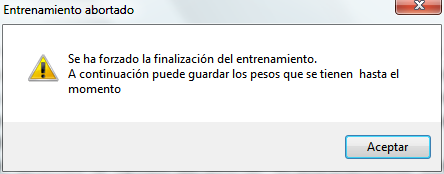 Entrenamiento abortado
Se ha forzado la finalización del entrenamiento.
A continuación puede guardar los pesos que se tienen  hasta el
momento
Aceptar